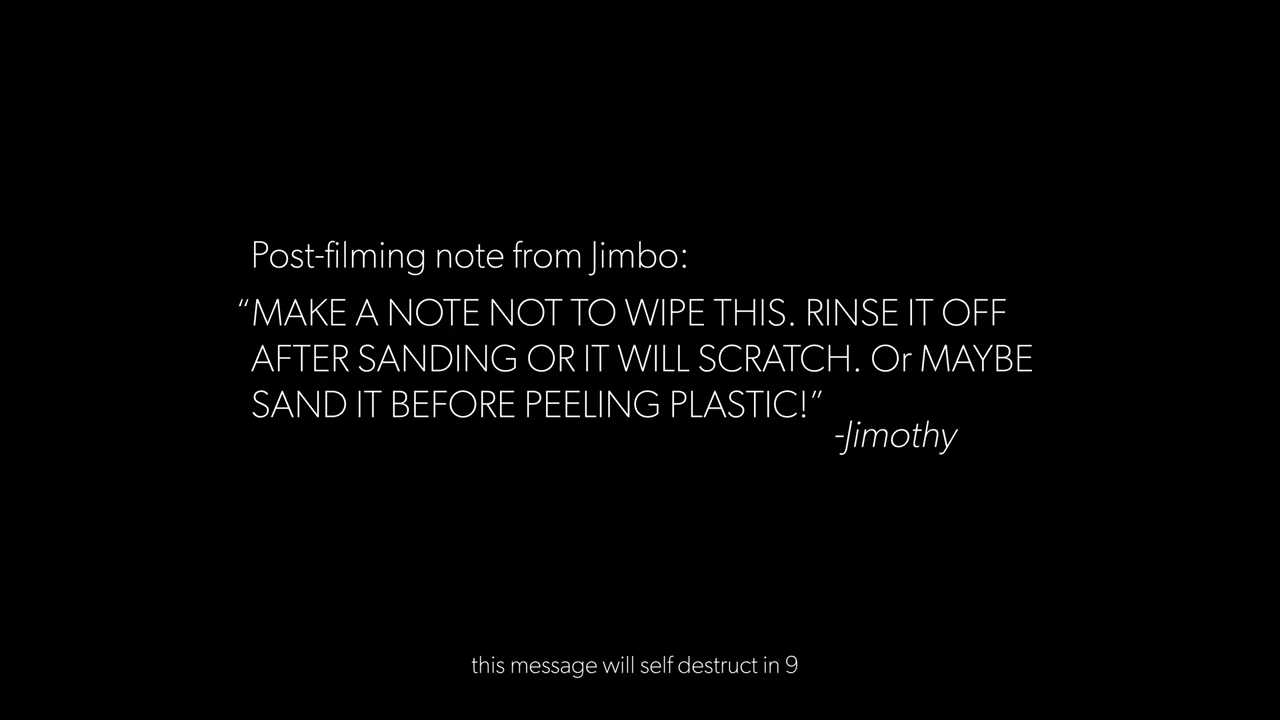 Post-filming note from Jimbo:
“MAKE A NOTE NOT TO WIPE THIS. RINSE IT OFF
AFTER SANDING OR IT WILL SCRATCH. Or MAYBE
SAND IT BEFORE PEELING PLASTIC!”
-Jimothy
this message will self destruct in 9